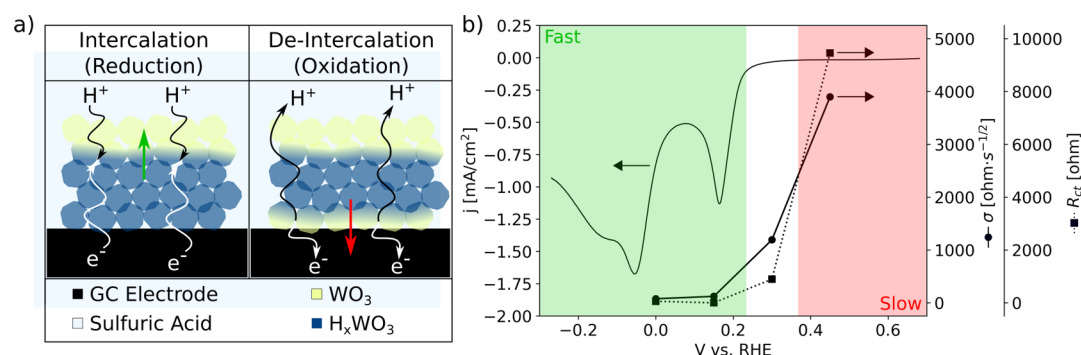 a)
Intercalation
(Reduction)
De-Intercalation
(Oxidation)
H⁺ H⁺
H⁺ H⁺
e⁻ e⁻
e⁻ e⁻
GC Electrode
WO₃
Sulfuric Acid
HₓWO₃
b)
Fast
Slow
j [mA/cm²]
0.25
0.00
−0.25
−0.50
−0.75
−1.00
−1.25
−1.50
−1.75
−2.00
−0.2 0.0 0.2 0.4 0.6
V vs. RHE
5000
4000
3000
2000
1000
0
σ [ohm·s⁻¹ᐟ²]
10000
8000
6000
4000
2000
0
R_ct [ohm]